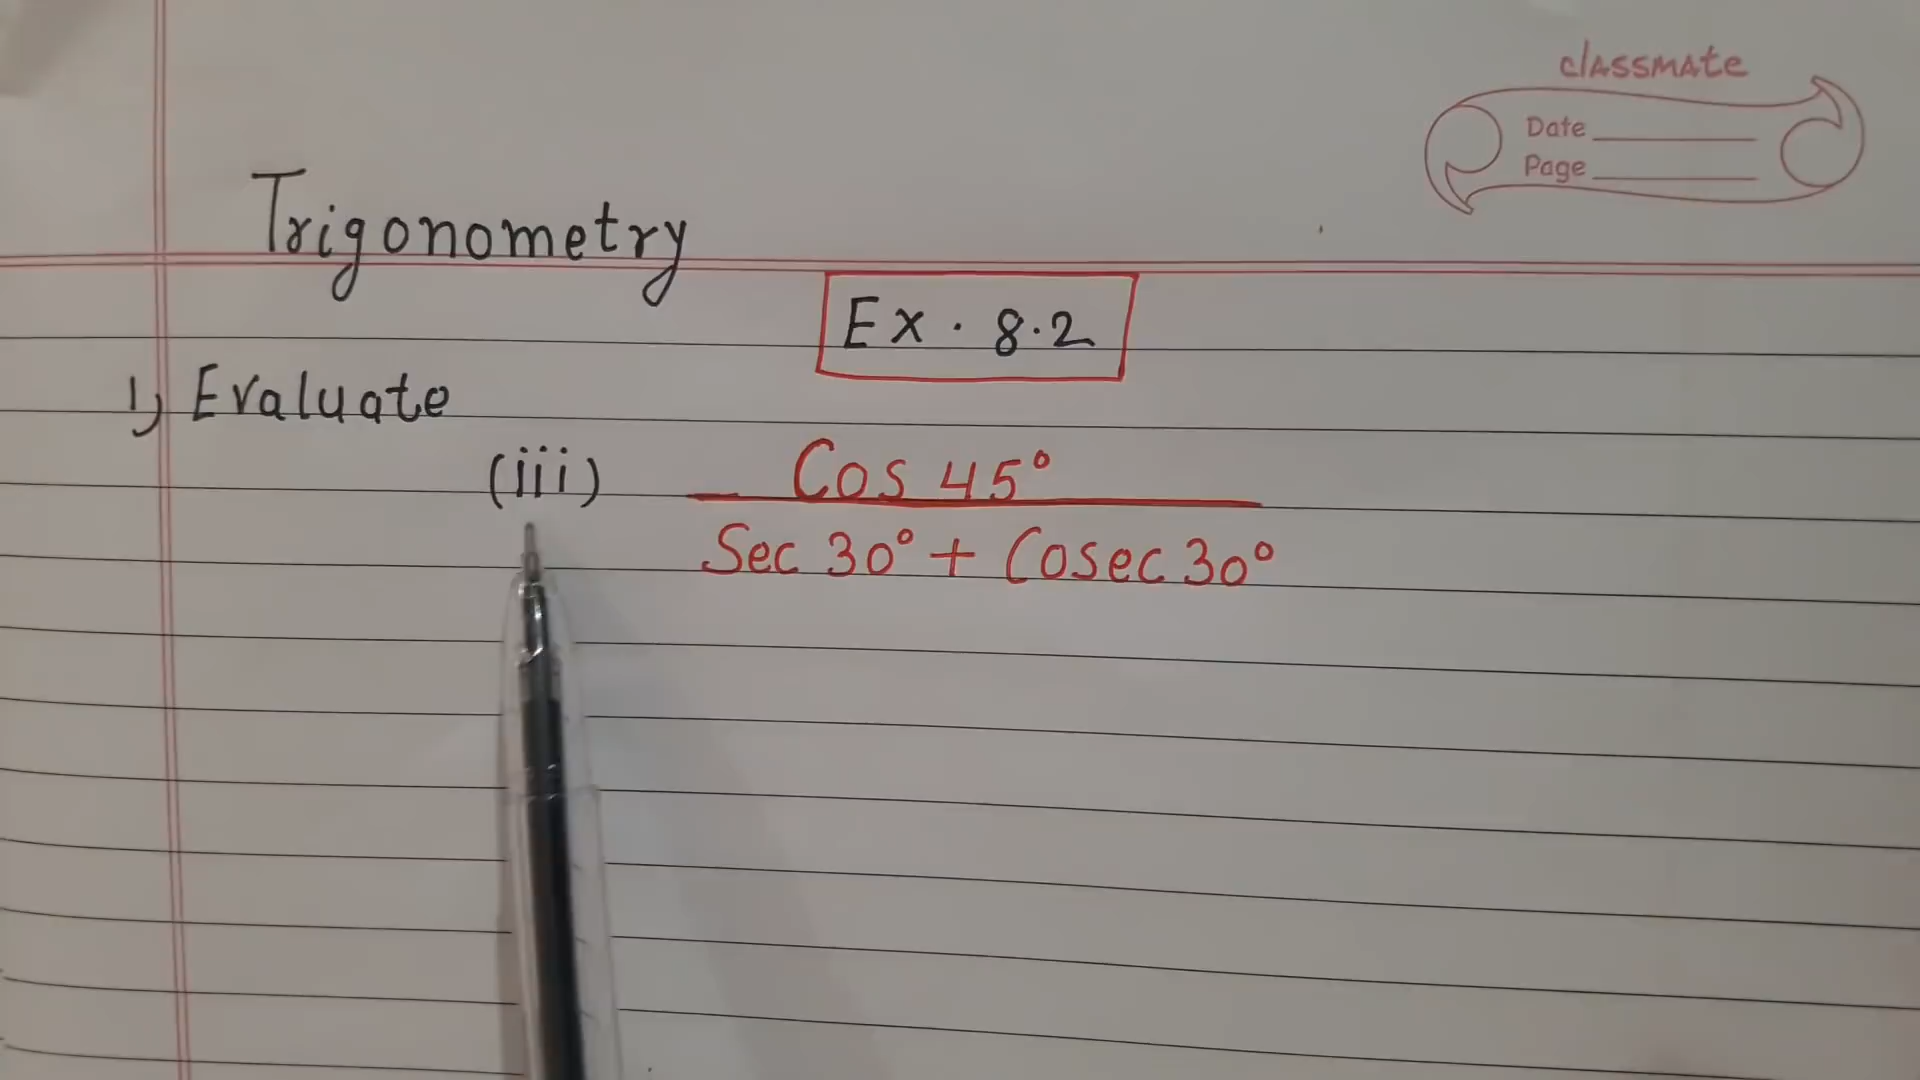 classmate
Date
Page
Trigonometry
Ex. 8.2
1) Evaluate
(iii) Cos 45°
Sec 30° + Cosec 30°